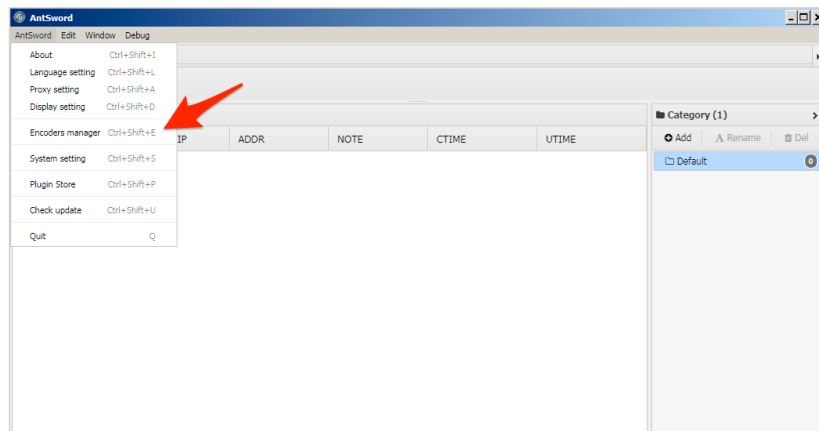 AntSword
AntSword Edit Window Debug
About Ctrl+Shift+I
Language setting Ctrl+Shift+L
Proxy setting Ctrl+Shift+A
Display setting Ctrl+Shift+D
Encoders manager Ctrl+Shift+E
System setting Ctrl+Shift+S
Plugin Store Ctrl+Shift+P
Check update Ctrl+Shift+U
Quit Q
IP ADDR NOTE CTIME UTIME
Category (1)
Add Rename Del
Default 0